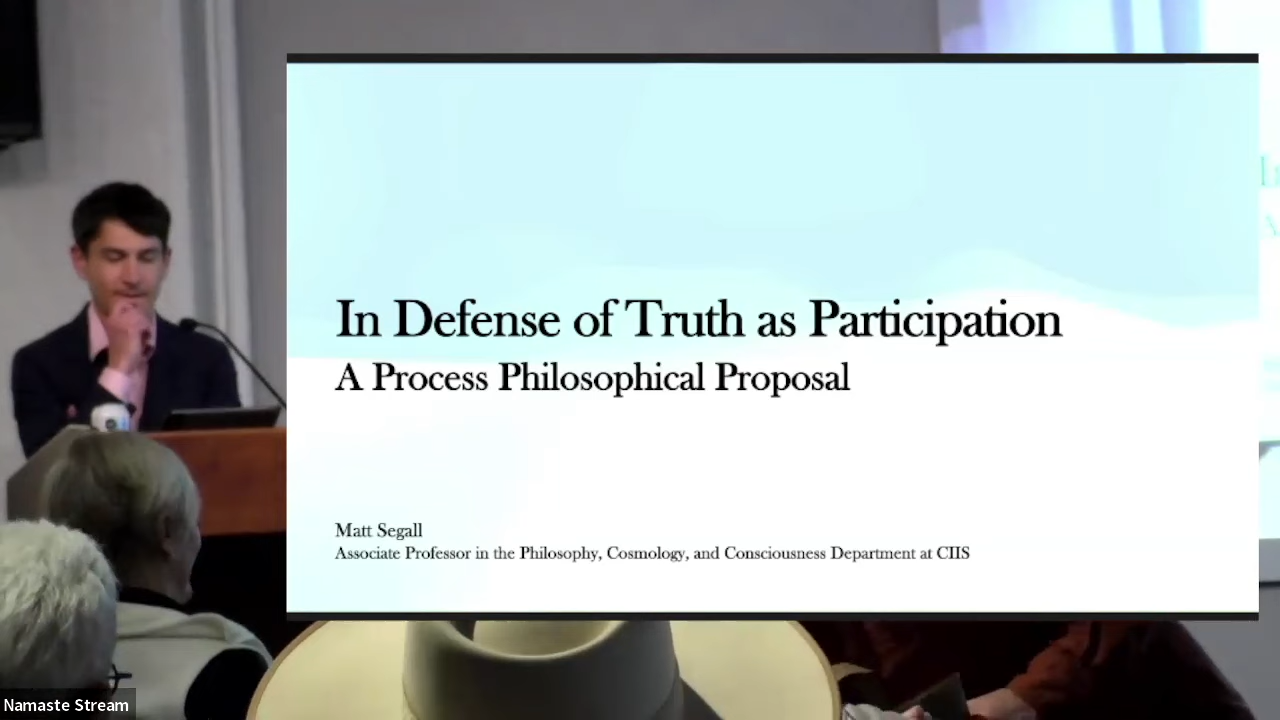 In Defense of Truth as Participation
A Process Philosophical Proposal
Matt Segall
Associate Professor in the Philosophy, Cosmology, and Consciousness Department at CIIS
Namaste Stream